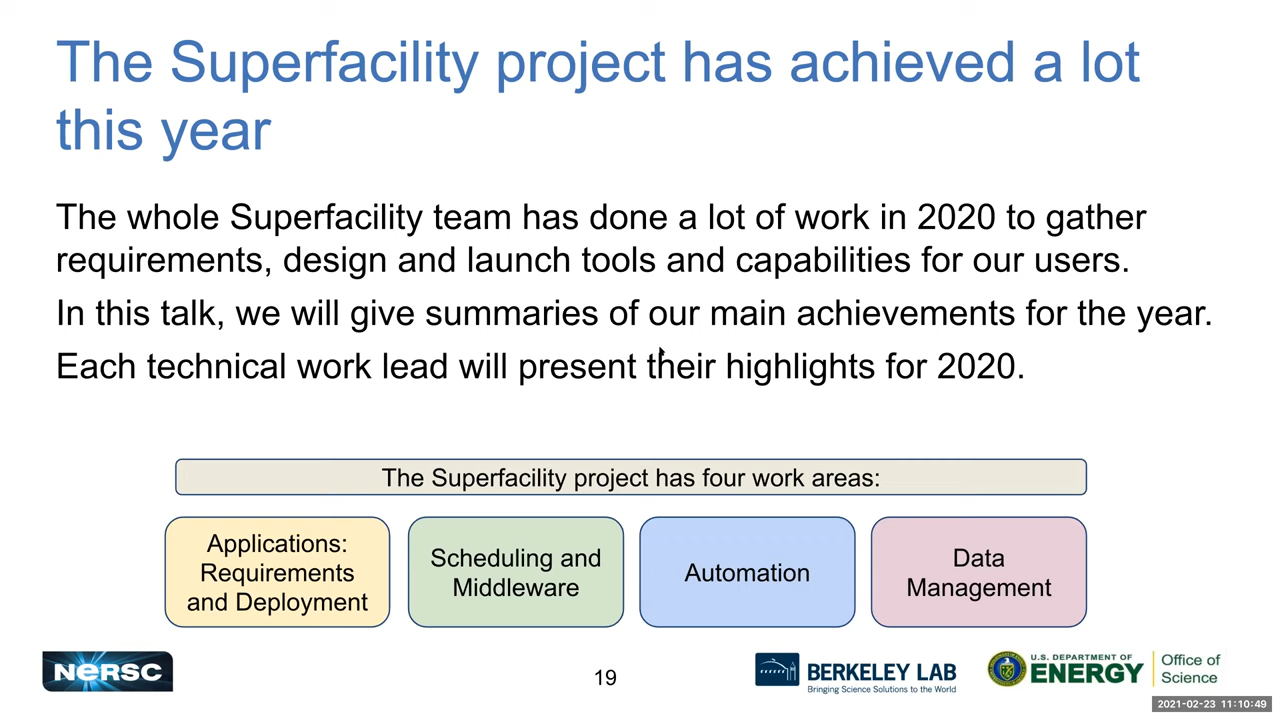 The Superfacility project has achieved a lot
this year
The whole Superfacility team has done a lot of work in 2020 to gather
requirements, design and launch tools and capabilities for our users.
In this talk, we will give summaries of our main achievements for the year.
Each technical work lead will present their highlights for 2020.
The Superfacility project has four work areas:
Applications:
Requirements
and Deployment
Scheduling and
Middleware
Automation
Data
Management
NERSC
19
BERKELEY LAB
Bringing Science Solutions to the World
U.S. DEPARTMENT OF
ENERGY
Office of
Science
2021-02-23 11:10:49